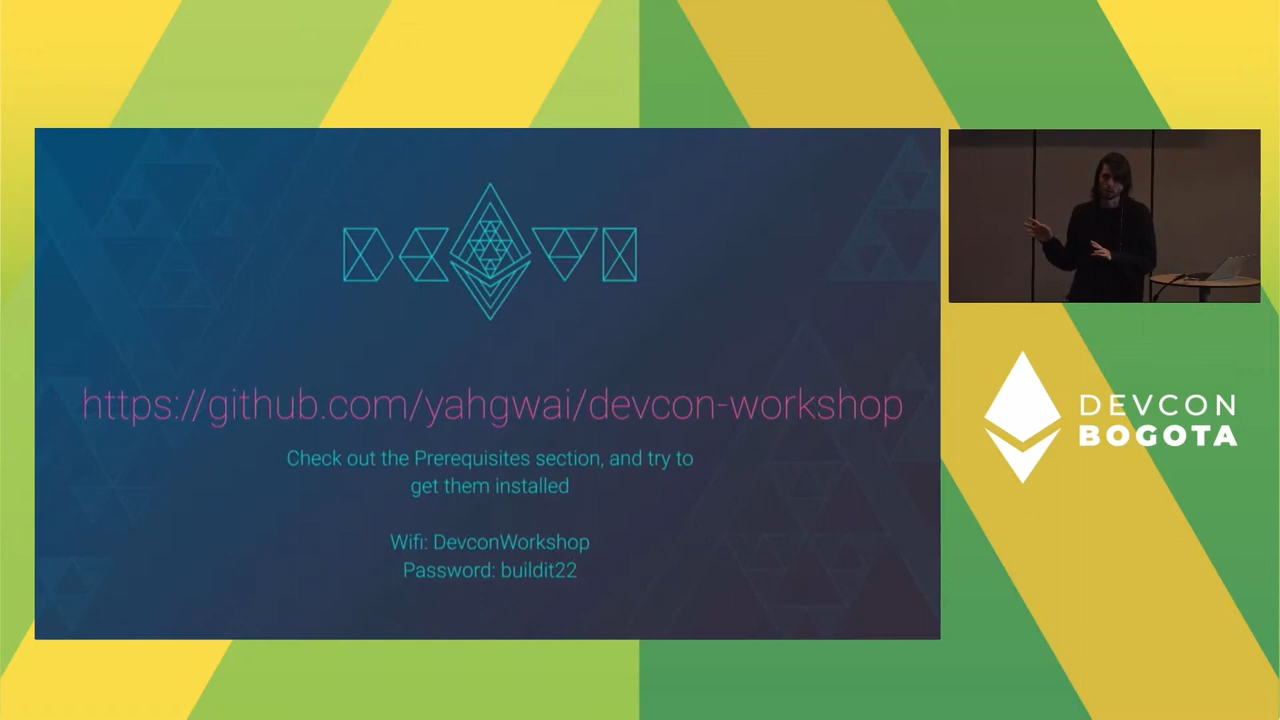 https://github.com/yahgwai/devcon-workshop
Check out the Prerequisites section, and try to
get them installed
Wifi: DevconWorkshop
Password: buildit22
DEVCON
BOGOTA